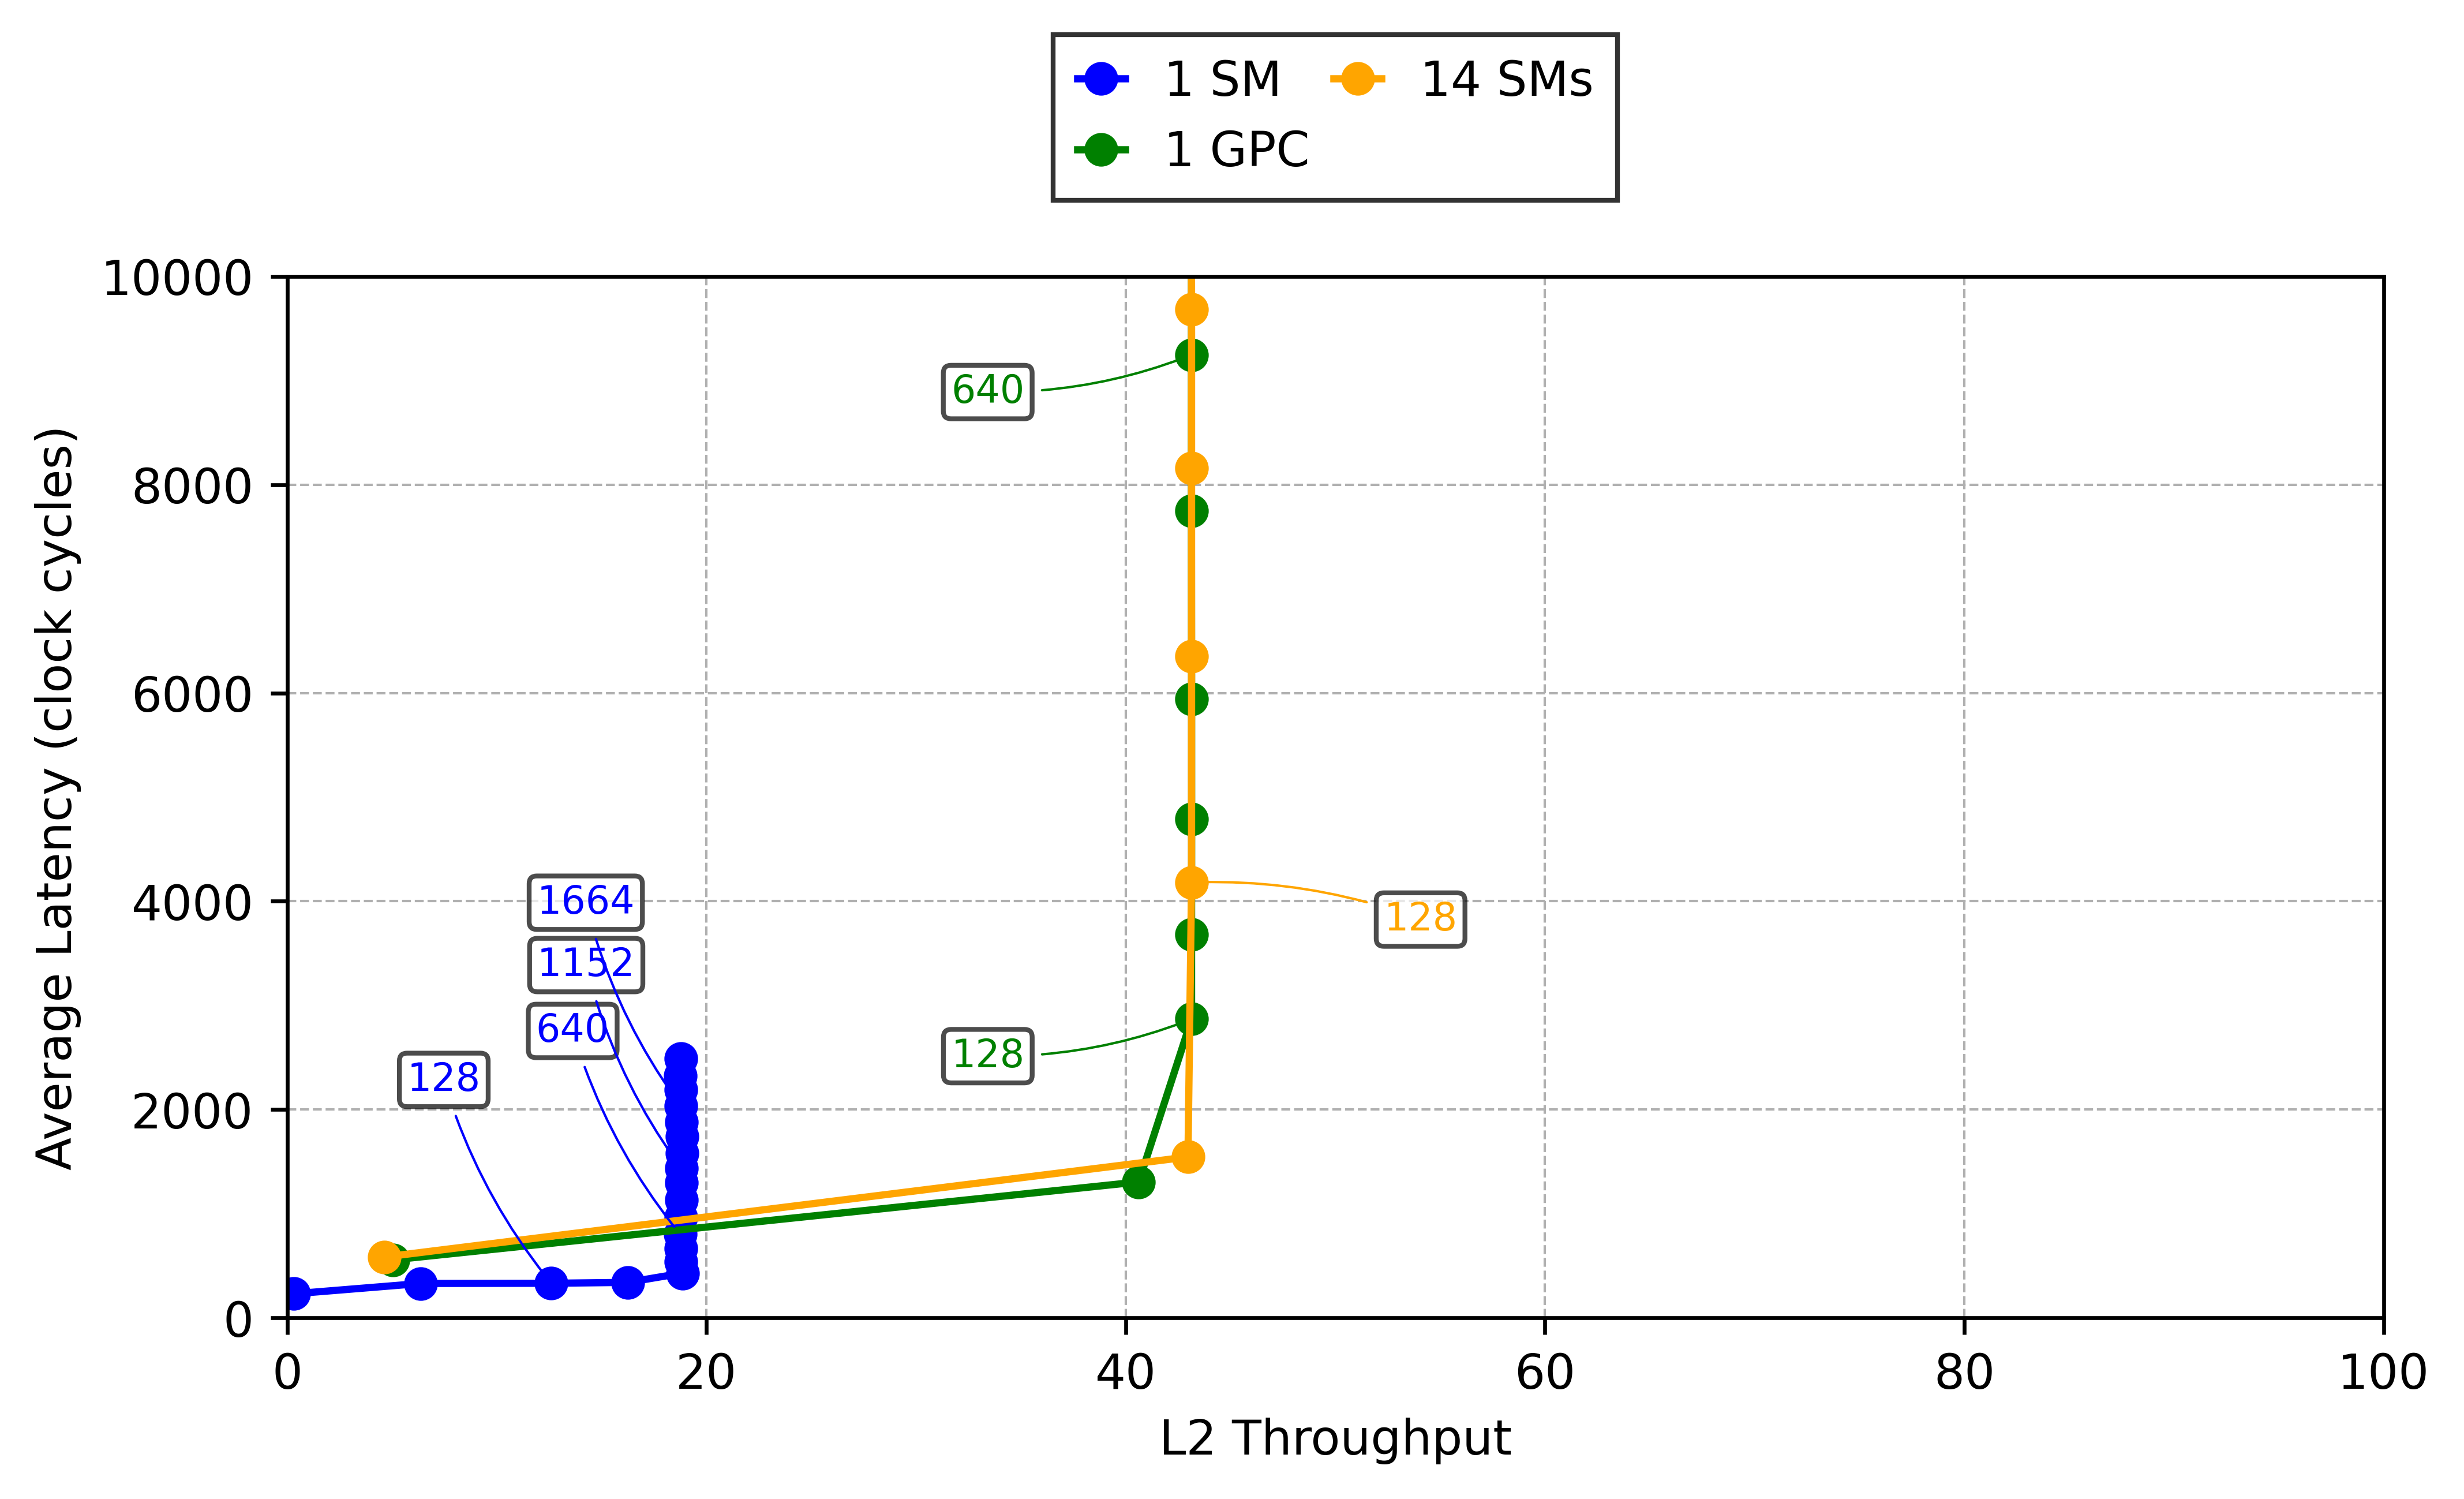 1 SM 14 SMs
1 GPC
10000
8000
6000
4000
2000
0
Average Latency (clock cycles)
640
1664
1152
640
128
128
128
0 20 40 60 80 100
L2 Throughput